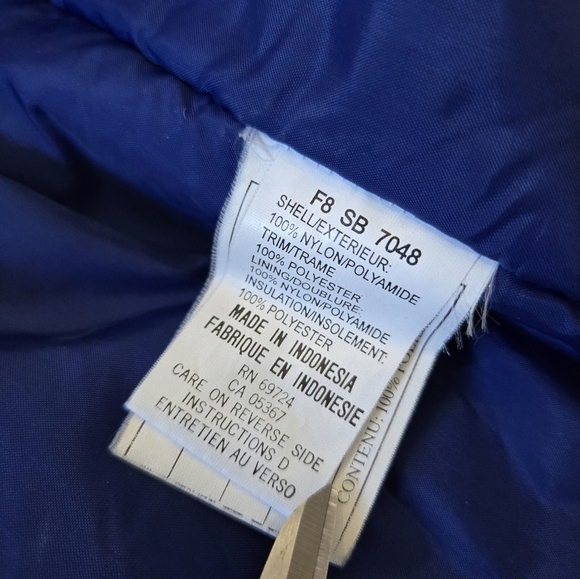 F8 SB 7048
SHELL/EXTERIEUR:
100% NYLON/POLYAMIDE
TRIM/TRAME
100% POLYESTER
LINING/DOUBLURE:
100% NYLON/POLYAMIDE
INSULATION/INSOLEMENT:
100% POLYESTER
MADE IN INDONESIA
FABRIQUE EN INDONESIE
RN 69724
CA 05367
CARE ON REVERSE SIDE
INSTRUCTIONS D
ENTRETIEN AU VERSO
CONTENU: 100%